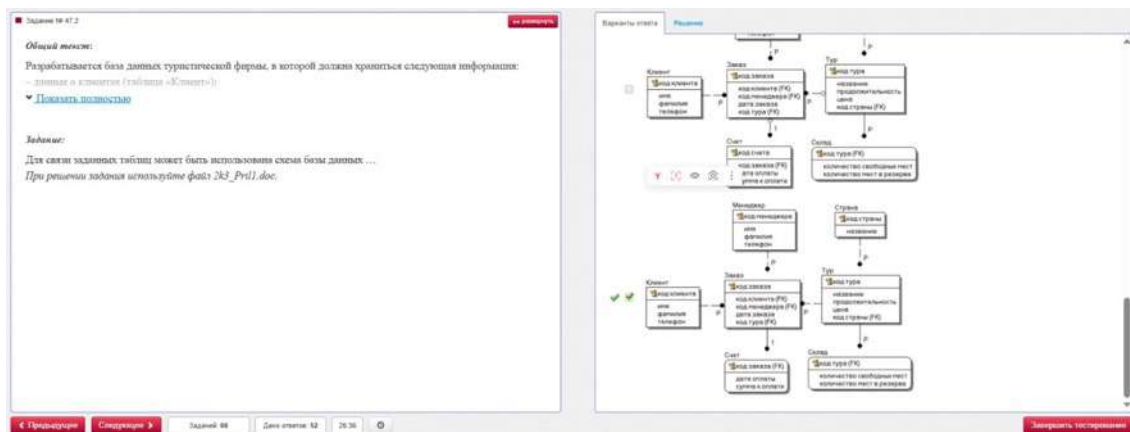 Задание № 47.2
развернуть
Общий текст:
Разрабатывается база данных туристической фирмы, в которой должна храниться следующая информация:
– данные о клиентах (таблица «Клиент»);
Показать полностью
Задание:
Для связи заданных таблиц может быть использована схема базы данных …
При решении задания используйте файл 2k3_Pril1.doc.
Варианты ответа
Решение
телефон
P
P
Клиент
код клиента
имя
фамилия
телефон
P
Заказ
код заказа
код клиента (FK)
код менеджера (FK)
дата заказа
код тура (FK)
P
Тур
код тура
название
продолжительность
цена
код страны (FK)
1
P
Счет
код счета
код заказа (FK)
дата оплаты
сумма к оплате
Склад
код тура (FK)
количество свободных мест
количество мест в резерве
Менеджер
код менеджера
имя
фамилия
телефон
Страна
код страны
название
P
P
Клиент
код клиента
имя
фамилия
телефон
P
Заказ
код заказа
код клиента (FK)
код менеджера (FK)
дата заказа
код тура (FK)
P
Тур
код тура
название
продолжительность
цена
код страны (FK)
1
P
Счет
код заказа (FK)
дата оплаты
сумма к оплате
Склад
код тура (FK)
количество свободных мест
количество мест в резерве
Предыдущее
Следующее
Заданий: 66
Дано ответов: 52
26:36
Завершить тестирование